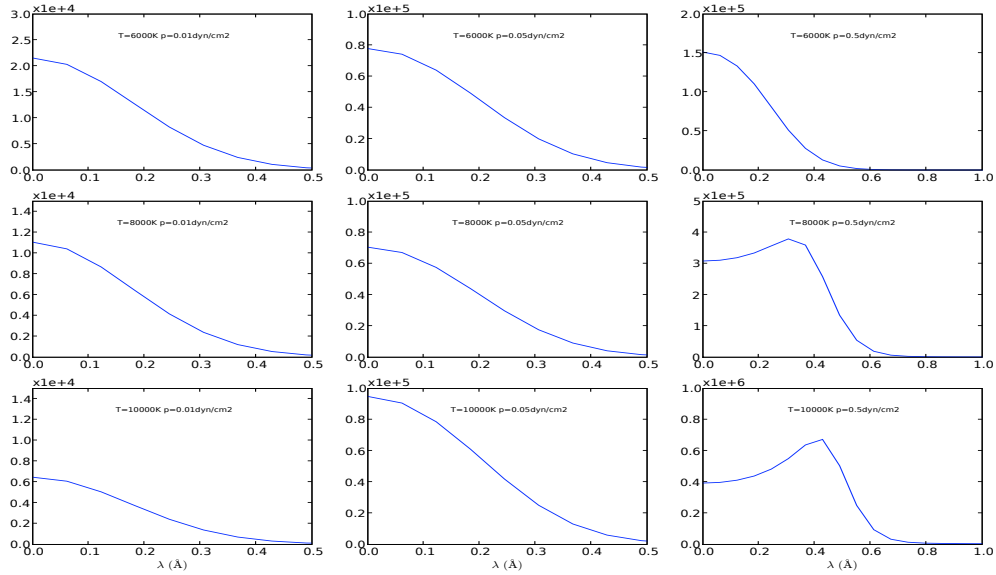 x1e+4 x1e+5 x1e+5
3.0 1.0 2.0
T=6000K p=0.01dyn/cm2 T=6000K p=0.05dyn/cm2 T=6000K p=0.5dyn/cm2
2.5 0.8
2.0 1.5
0.6
1.5 1.0
0.4
1.0
0.5
0.5 0.2
0.0 0.0 0.0
0.0 0.1 0.2 0.3 0.4 0.5 0.0 0.1 0.2 0.3 0.4 0.5 0.0 0.2 0.4 0.6 0.8 1.0
x1e+4 x1e+5 x1e+5
1.4 1.0 5
T=8000K p=0.01dyn/cm2 T=8000K p=0.05dyn/cm2 T=8000K p=0.5dyn/cm2
1.2 0.8 4
1.0
0.8 0.6 3
0.6 0.4 2
0.4
0.2 0.2 1
0.0 0.0 0
0.0 0.1 0.2 0.3 0.4 0.5 0.0 0.1 0.2 0.3 0.4 0.5 0.0 0.2 0.4 0.6 0.8 1.0
x1e+4 x1e+5 x1e+6
1.4 1.0 1.0
T=10000K p=0.01dyn/cm2 T=10000K p=0.05dyn/cm2 T=10000K p=0.5dyn/cm2
1.2 0.8 0.8
1.0
0.8 0.6 0.6
0.6 0.4 0.4
0.4
0.2 0.2 0.2
0.0 0.0 0.0
0.0 0.1 0.2 0.3 0.4 0.5 0.0 0.1 0.2 0.3 0.4 0.5 0.0 0.2 0.4 0.6 0.8 1.0
λ (Å) λ (Å) λ (Å)